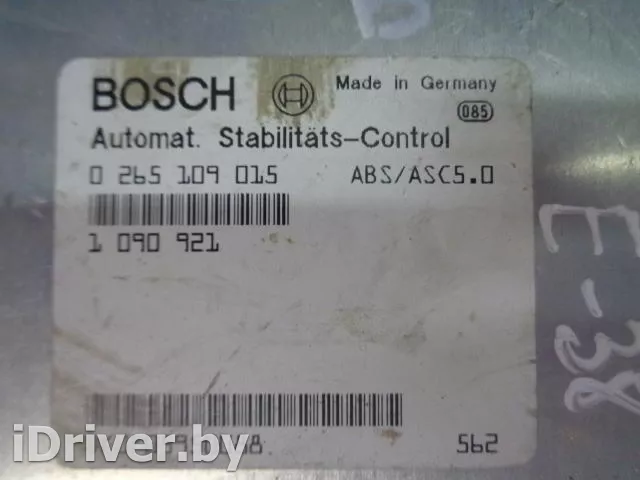 BOSCH
Made in Germany
085
Automat. Stabilitäts-Control
0 265 109 015 ABS/ASC5.0
1 090 921
562
E-38
iDriver.by